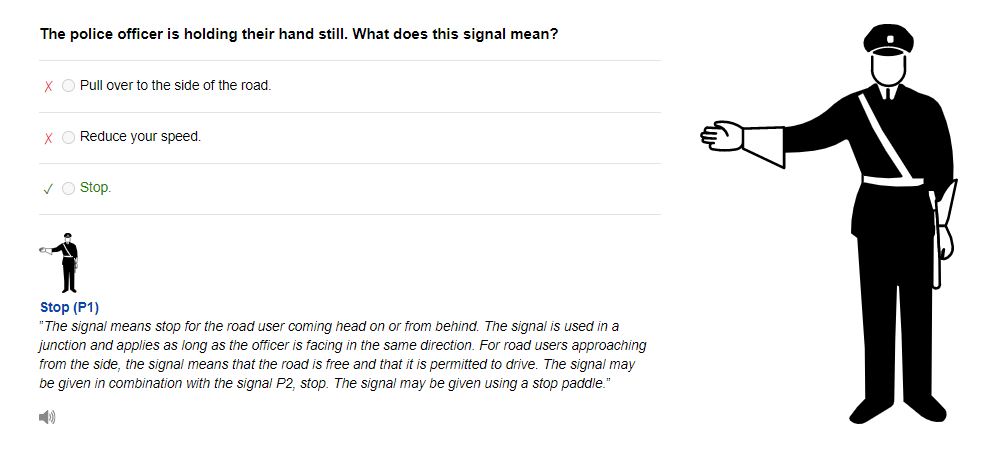 The police officer is holding their hand still. What does this signal mean?
Pull over to the side of the road.
Reduce your speed.
Stop.
Stop (P1)
"The signal means stop for the road user coming head on or from behind. The signal is used in a
junction and applies as long as the officer is facing in the same direction. For road users approaching
from the side, the signal means that the road is free and that it is permitted to drive. The signal may
be given in combination with the signal P2, stop. The signal may be given using a stop paddle."